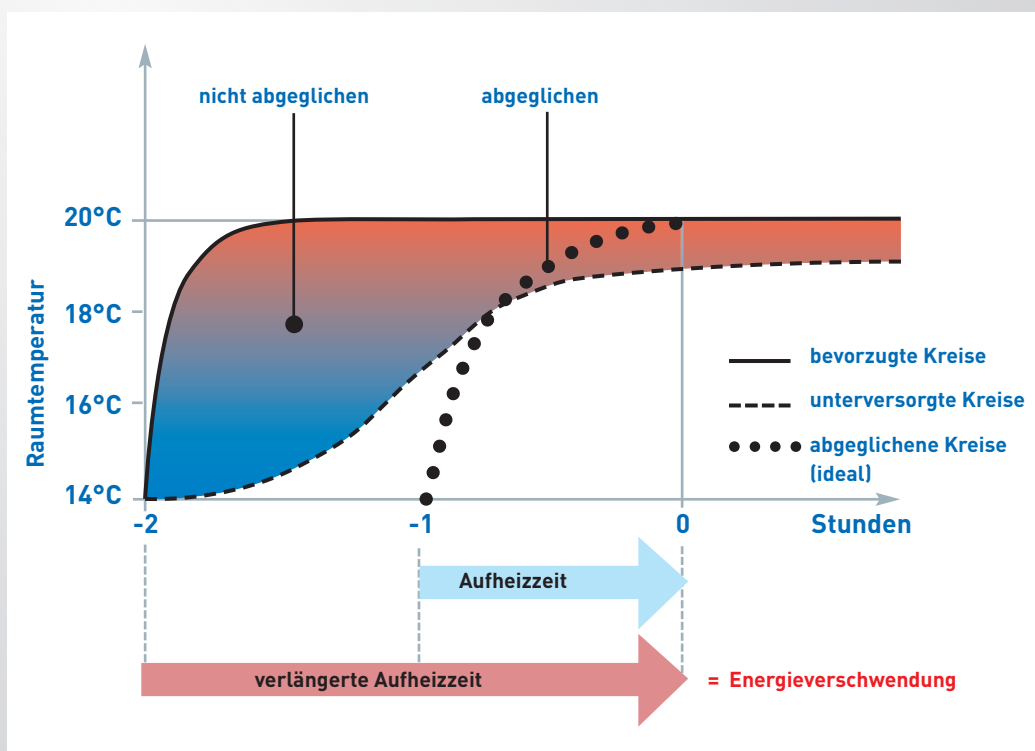 nicht abgeglichen
abgeglichen
20°C
18°C
16°C
14°C
Raumtemperatur
bevorzugte Kreise
unterversorgte Kreise
abgeglichene Kreise
(ideal)
-2
-1
0
Stunden
Aufheizzeit
verlängerte Aufheizzeit
= Energieverschwendung